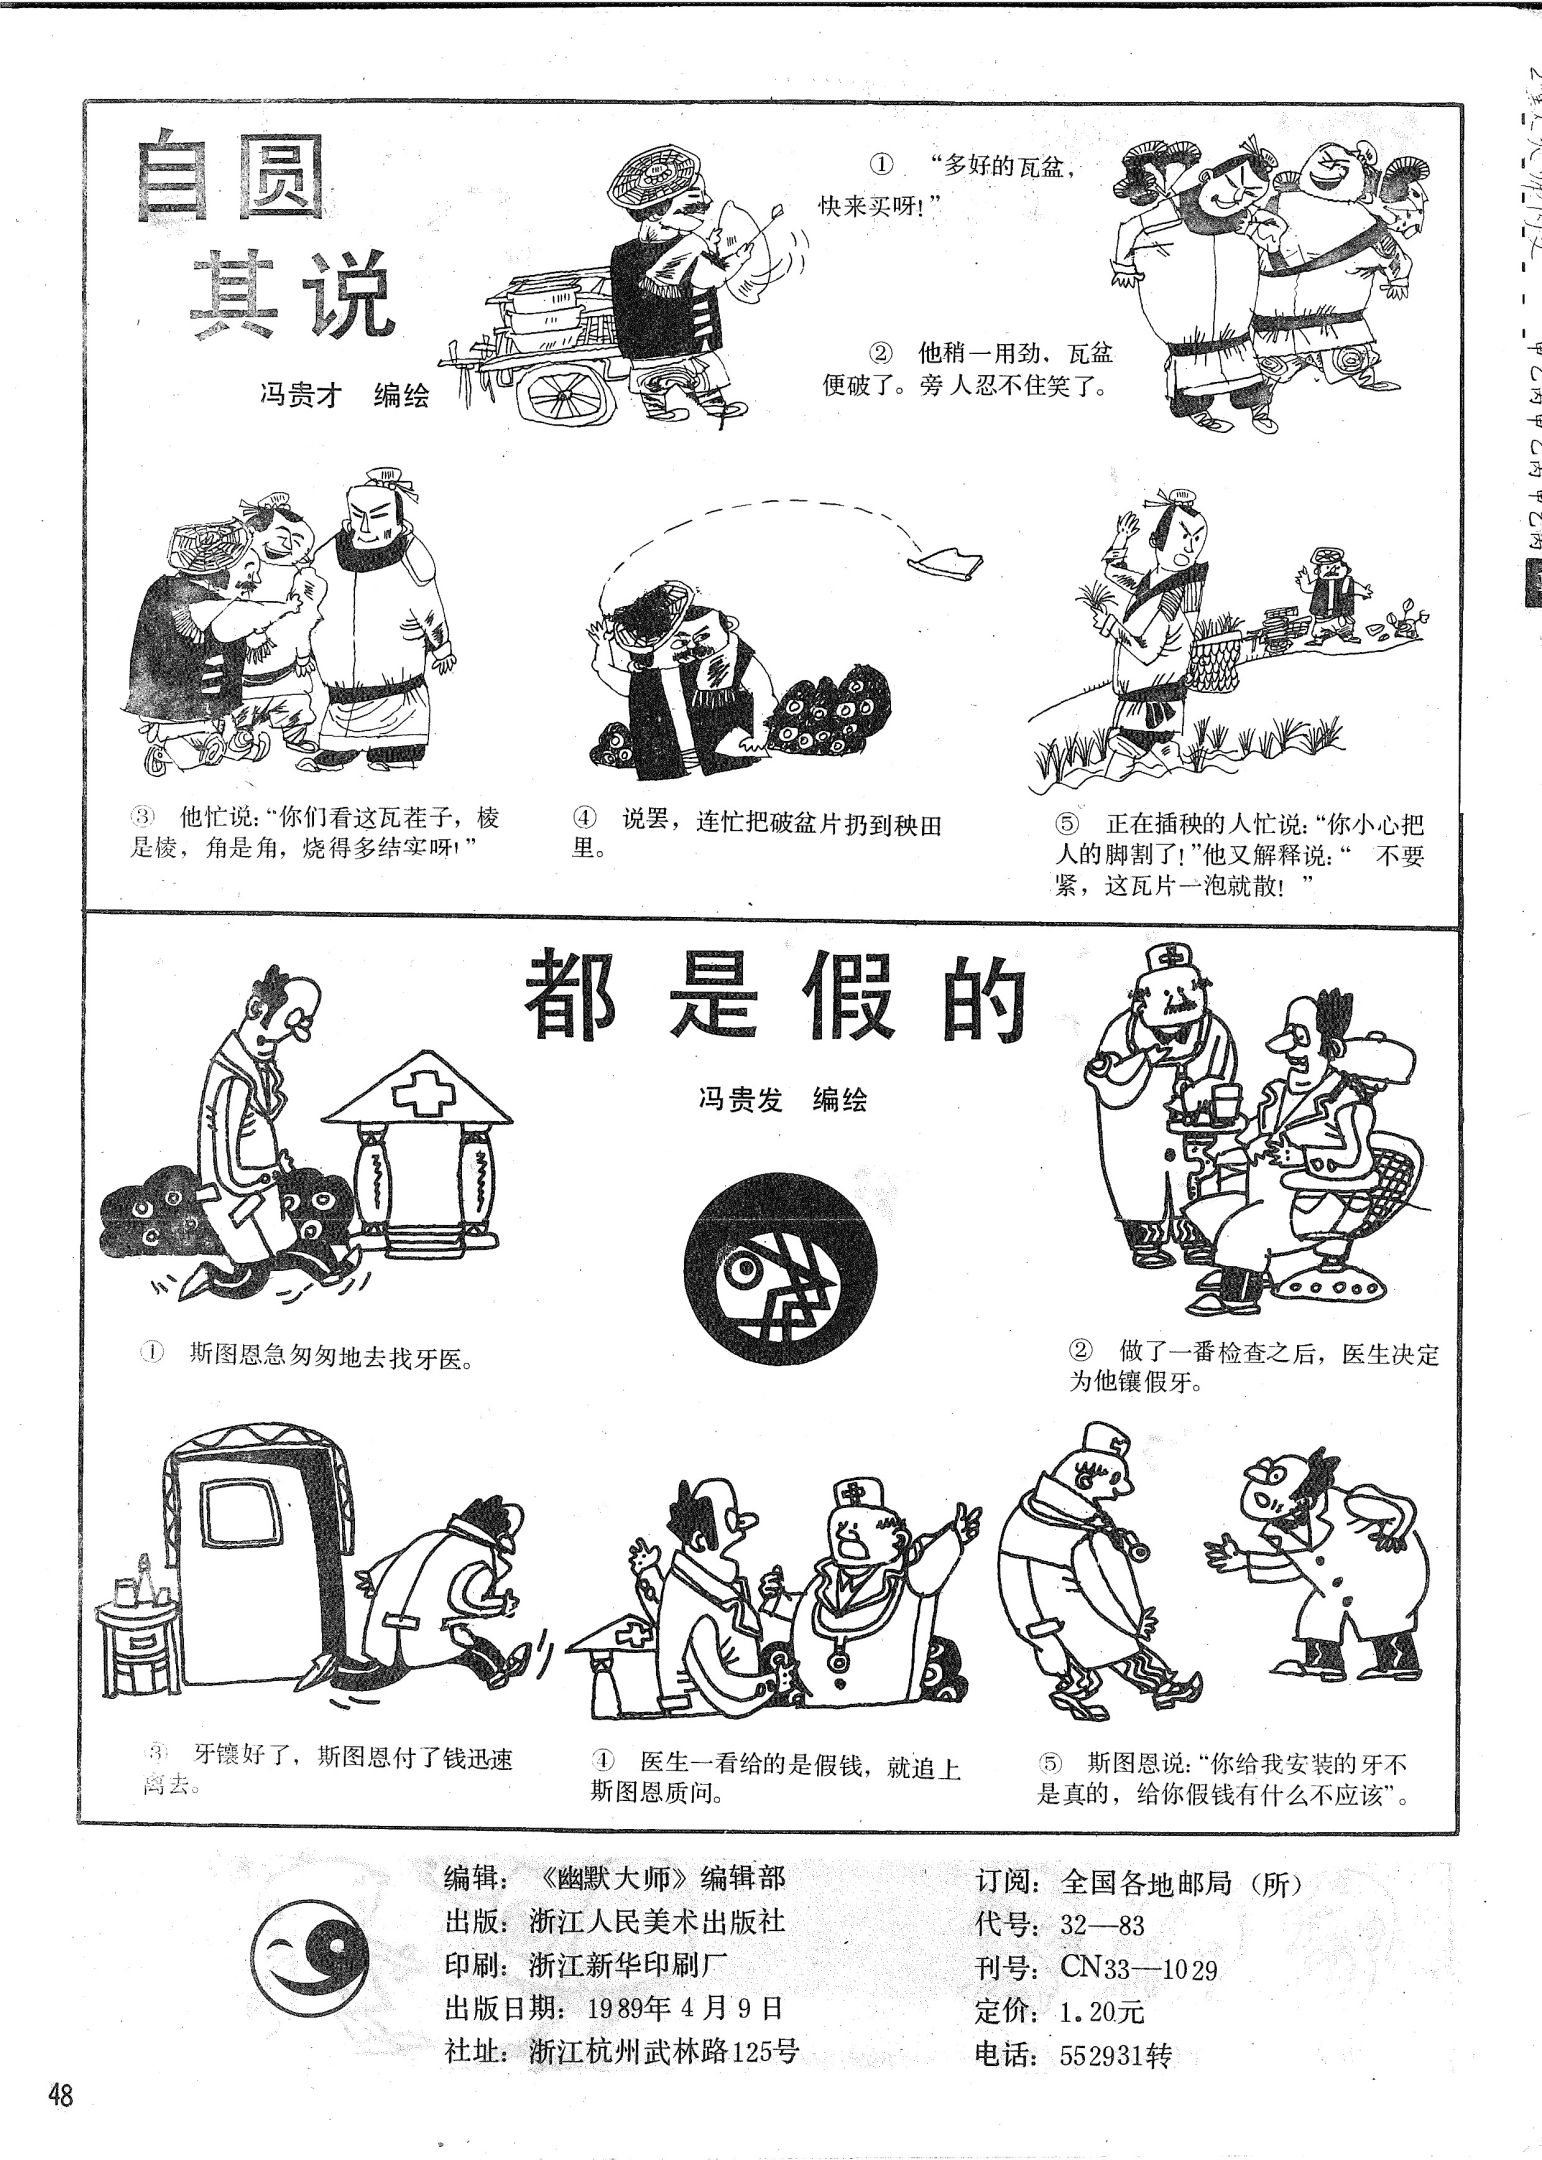 自圆
其说
冯贵才 编绘
① “多好的瓦盆，
快来买呀！”
② 他稍一用劲，瓦盆
便破了。旁人忍不住笑了。
③ 他忙说：“你们看这瓦茬子，棱
是棱，角是角，烧得多结实呀！”
④ 说罢，连忙把破盆片扔到秧田
里。
⑤ 正在插秧的人忙说：“你小心把
人的脚割了！”他又解释说：“ 不要
紧，这瓦片一泡就散！”
都是假的
冯贵发 编绘
① 斯图恩急匆匆地去找牙医。
② 做了一番检查之后，医生决定
为他镶假牙。
③ 牙镶好了，斯图恩付了钱迅速
离去。
④ 医生一看给的是假钱，就追上
斯图恩质问。
⑤ 斯图恩说：“你给我安装的牙不
是真的，给你假钱有什么不应该”。
编辑：《幽默大师》编辑部
出版：浙江人民美术出版社
印刷：浙江新华印刷厂
出版日期：1989年4月9日
社址：浙江杭州武林路125号
订阅：全国各地邮局（所）
代号：32—83
刊号：CN33—1029
定价：1.20元
电话：552931转
48